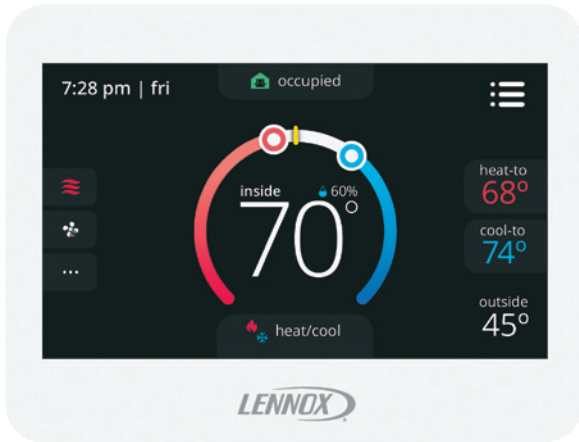 7:28 pm | fri
occupied
heat-to
68°
inside
60%
70°
cool-to
74°
outside
45°
heat/cool
LENNOX